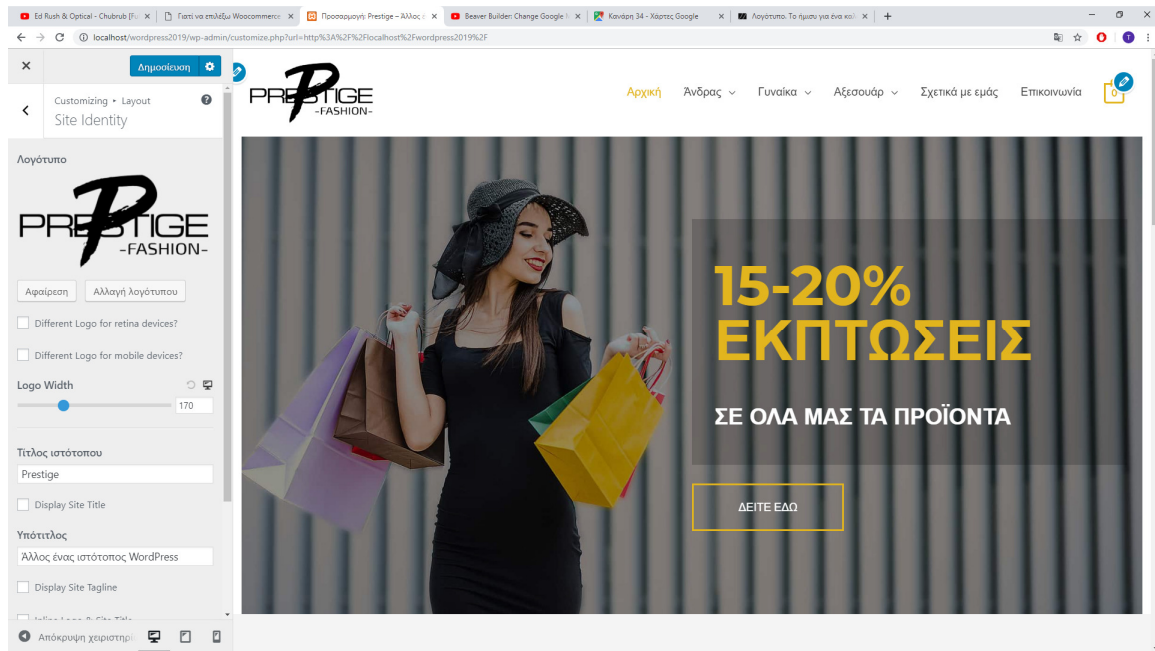 Ed Rush & Optical - Chubrub [Fu
Γιατί να επιλέξω Woocommerce
Προσαρμογή: Prestige – Άλλος έ
Beaver Builder: Change Google M
Κανάρη 34 - Χάρτες Google
Λογότυπο. Το ήμισυ για ένα κολ
localhost/wordpress2019/wp-admin/customize.php?url=http%3A%2F%2Flocalhost%2Fwordpress2019%2F
Δημοσίευση
Customizing • Layout
Site Identity
Λογότυπο
PRESTIGE
-FASHION-
Αφαίρεση
Αλλαγή λογότυπου
Different Logo for retina devices?
Different Logo for mobile devices?
Logo Width
170
Τίτλος ιστότοπου
Prestige
Display Site Title
Υπότιτλος
Άλλος ένας ιστότοπος WordPress
Display Site Tagline
Απόκρυψη χειριστηρί
PRESTIGE
-FASHION-
Αρχική Άνδρας Γυναίκα Αξεσουάρ Σχετικά με εμάς Επικοινωνία 0
15-20%
ΕΚΠΤΩΣΕΙΣ
ΣΕ ΟΛΑ ΜΑΣ ΤΑ ΠΡΟΪΟΝΤΑ
ΔΕΙΤΕ ΕΔΩ